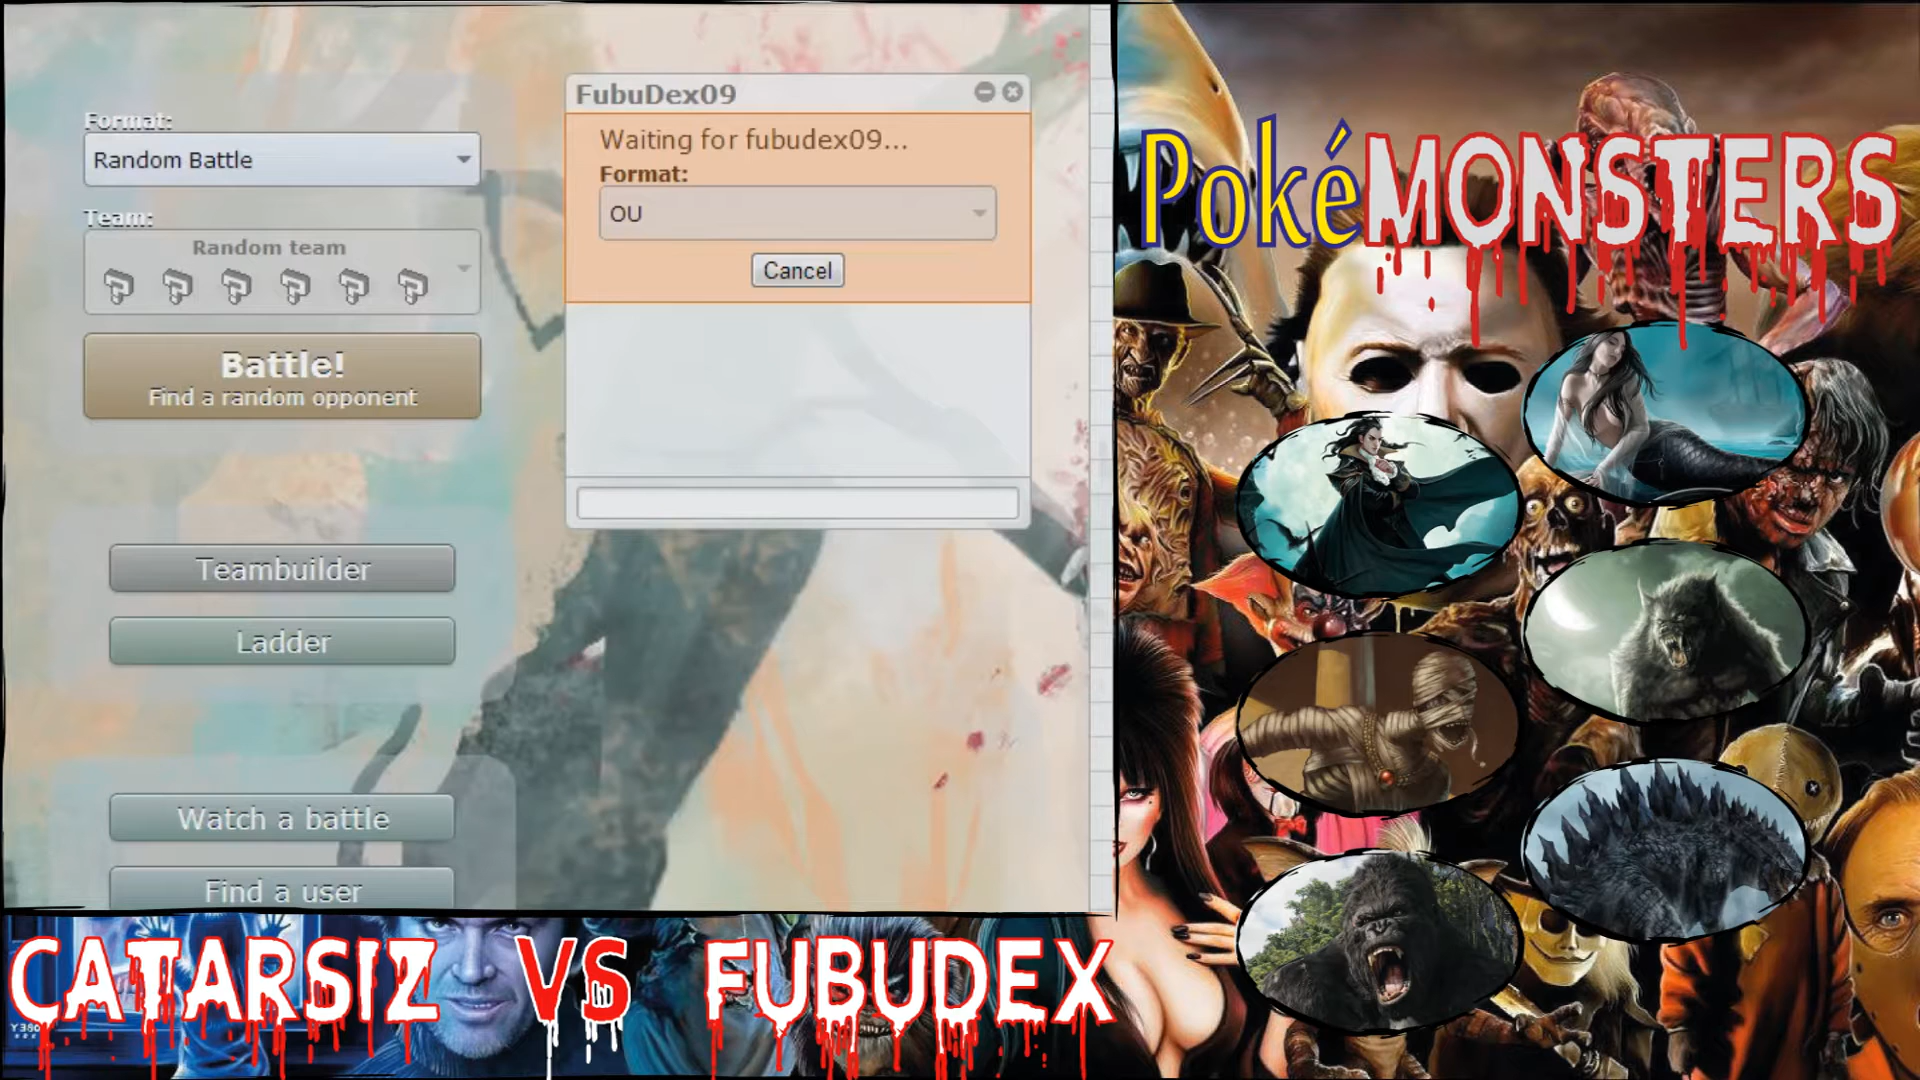 Format:
Random Battle
Team:
Random team
Battle!
Find a random opponent
Teambuilder
Ladder
Watch a battle
Find a user
FubuDex09
Waiting for fubudex09...
Format:
OU
Cancel
PokéMONSTERS
CATARSIZ VS FUBUDEX